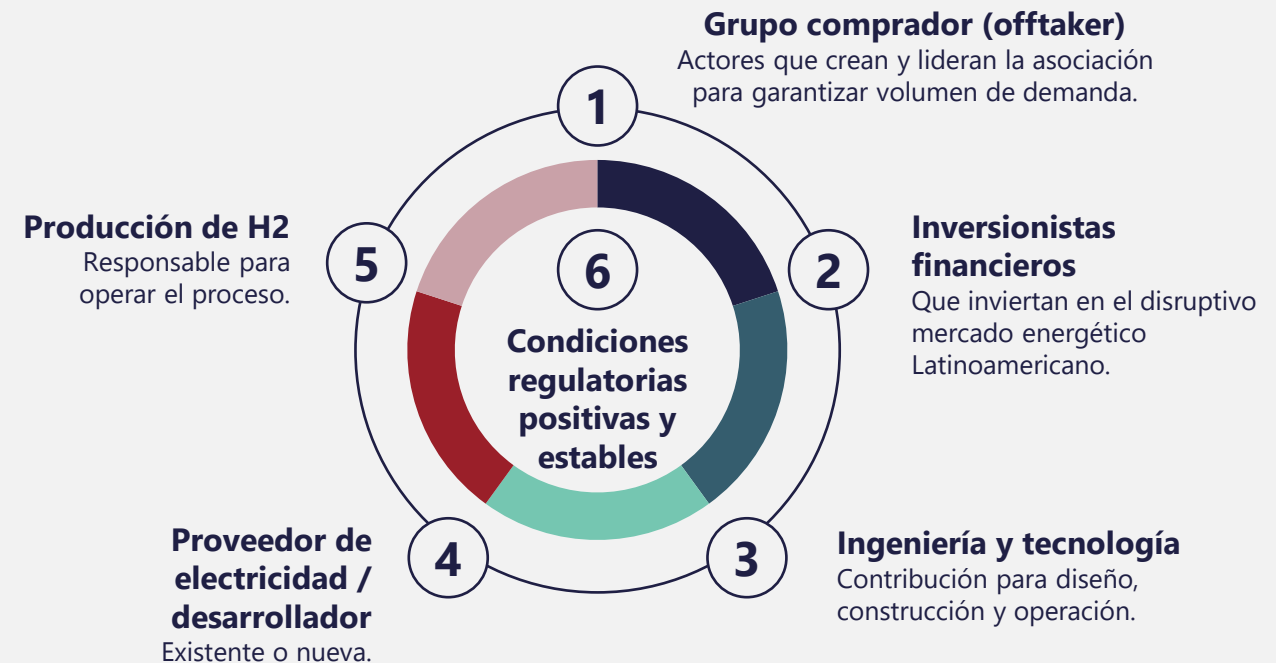 1
Grupo comprador (offtaker)
Actores que crean y lideran la asociación
para garantizar volumen de demanda.
2
Inversionistas
financieros
Que inviertan en el disruptivo
mercado energético
Latinoamericano.
3
Ingeniería y tecnología
Contribución para diseño,
construcción y operación.
4
Proveedor de
electricidad /
desarrollador
Existente o nueva.
5
Producción de H2
Responsable para
operar el proceso.
6
Condiciones
regulatorias
positivas y
estables